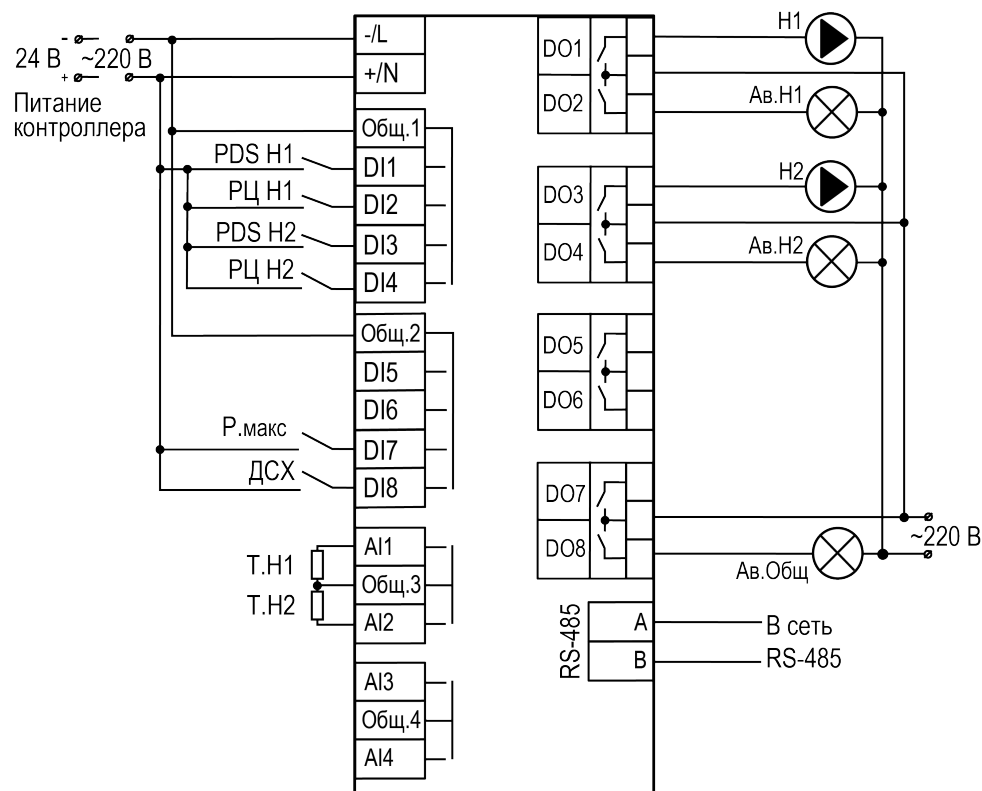 -
24 В ~220 В
+
Питание
контроллера
-/L
+/N
Общ.1
PDS Н1
DI1
РЦ Н1
DI2
PDS Н2
DI3
РЦ Н2
DI4
Общ.2
DI5
DI6
Р.макс
DI7
ДСХ
DI8
AI1
Т.Н1
Общ.3
Т.Н2
AI2
AI3
Общ.4
AI4
DO1
DO2
Н1
Ав.Н1
DO3
DO4
Н2
Ав.Н2
DO5
DO6
DO7
DO8
~220 В
Ав.Общ
RS-485
A
B
В сеть
RS-485